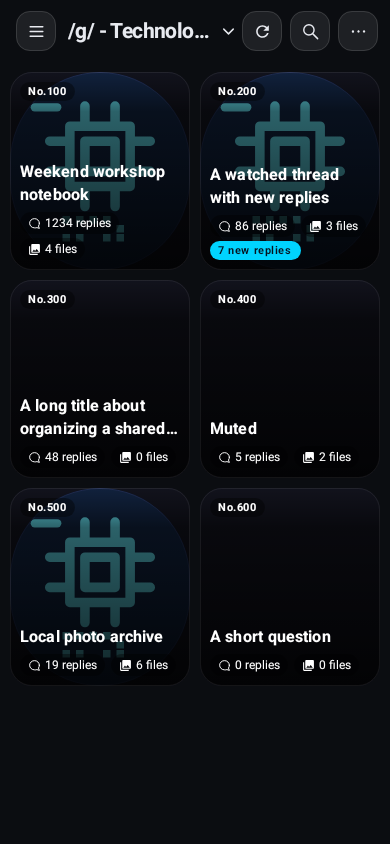 /g/ - Technolo...
No.100
Weekend workshop
notebook
1234 replies
4 files
No.200
A watched thread
with new replies
86 replies
3 files
7 new replies
No.300
A long title about
organizing a shared...
48 replies
0 files
No.400
Muted
5 replies
2 files
No.500
Local photo archive
19 replies
6 files
No.600
A short question
0 replies
0 files